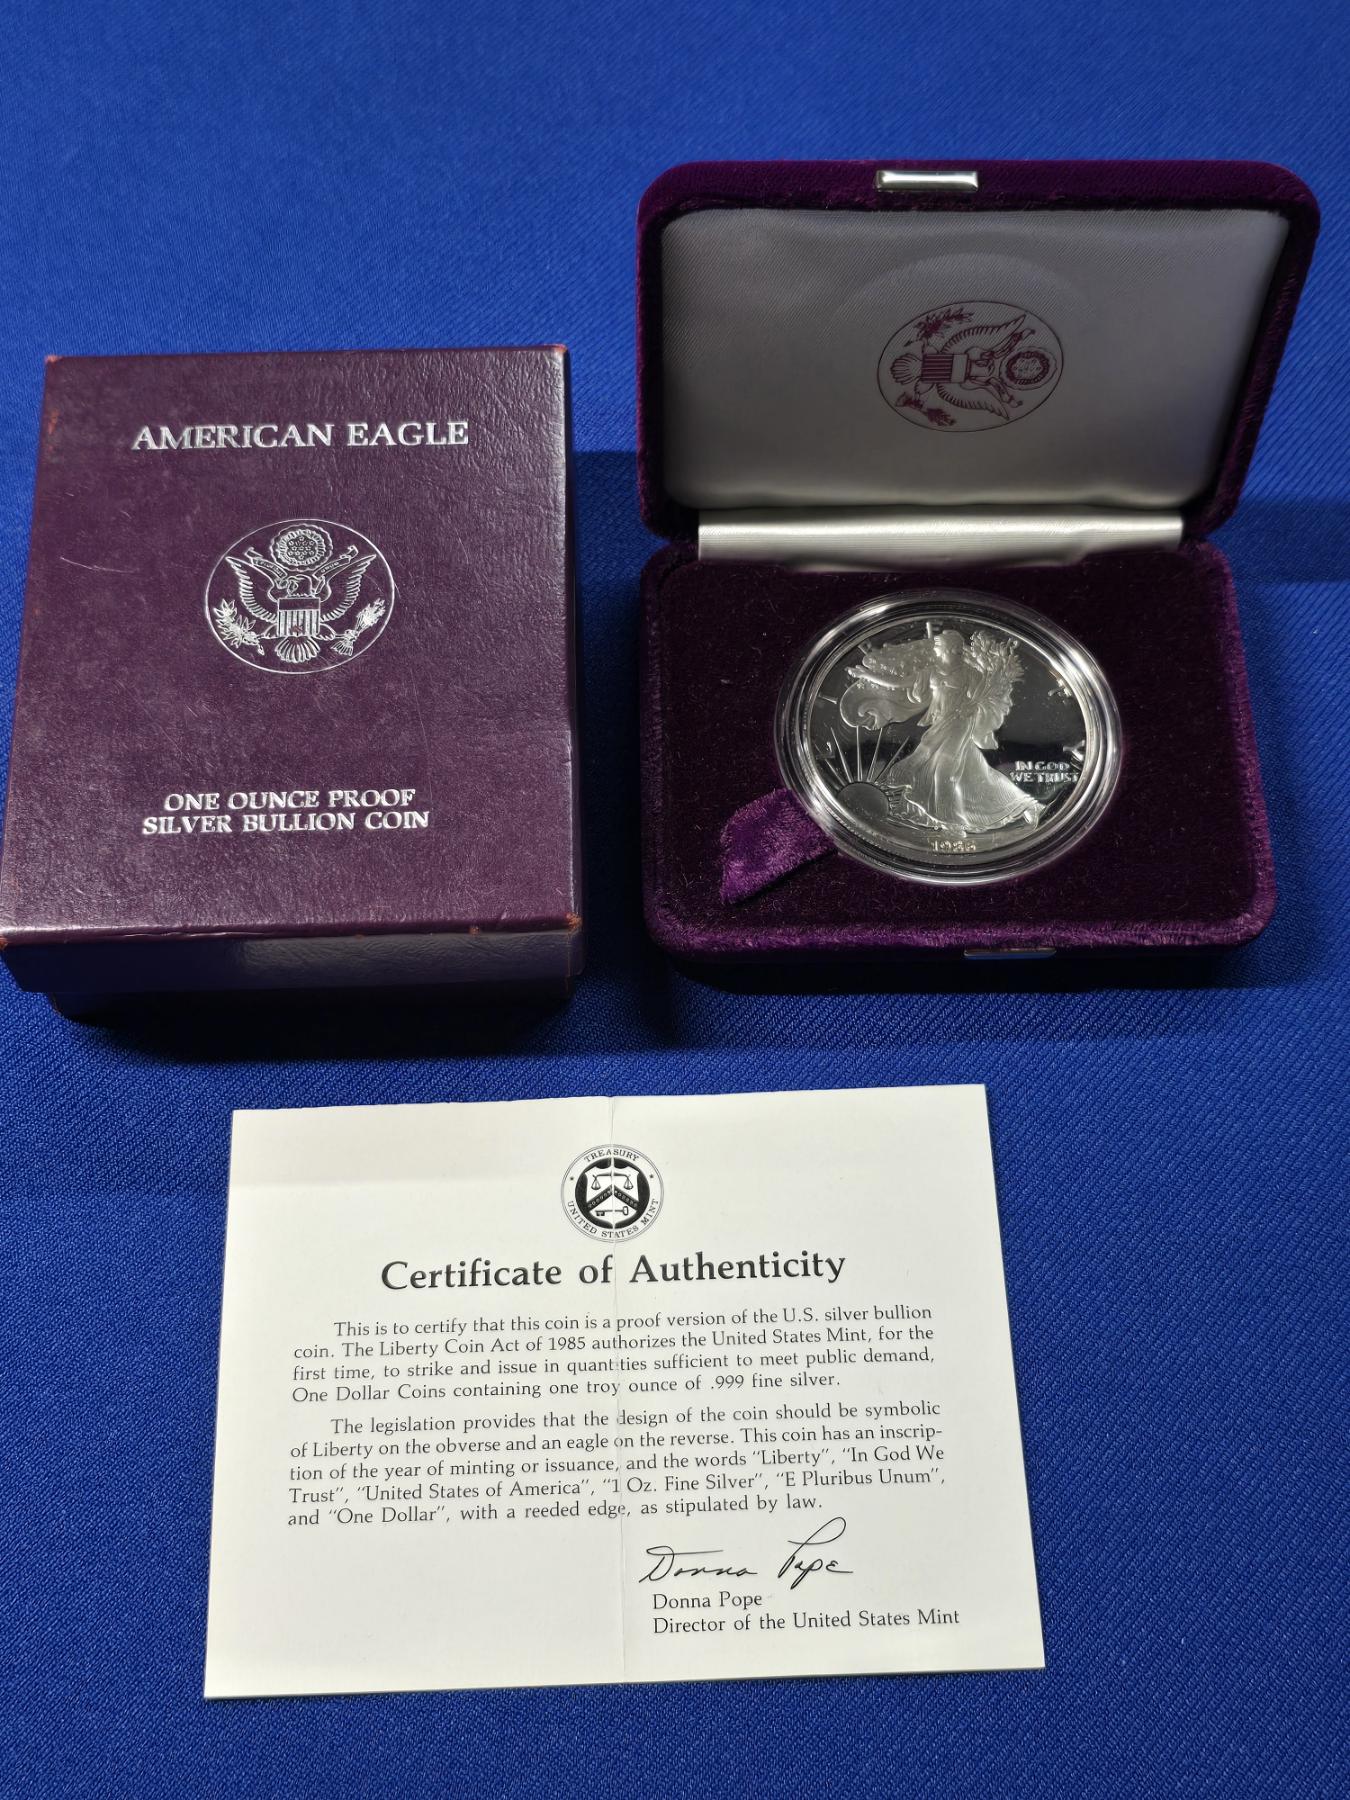 AMERICAN EAGLE
ONE OUNCE PROOF
SILVER BULLION COIN
IN GOD
WE TRUST
TREASURY
UNITED STATES MINT
Certificate of Authenticity
This is to certify that this coin is a proof version of the U.S. silver bullion
coin. The Liberty Coin Act of 1985 authorizes the United States Mint, for the
first time, to strike and issue in quantities sufficient to meet public demand,
One Dollar Coins containing one troy ounce of .999 fine silver.
The legislation provides that the design of the coin should be symbolic
of Liberty on the obverse and an eagle on the reverse. This coin has an inscrip-
tion of the year of minting or issuance, and the words "Liberty", "In God We
Trust", "United States of America", "1 Oz. Fine Silver", "E Pluribus Unum",
and "One Dollar", with a reeded edge, as stipulated by law.
Donna Pope
Donna Pope
Director of the United States Mint